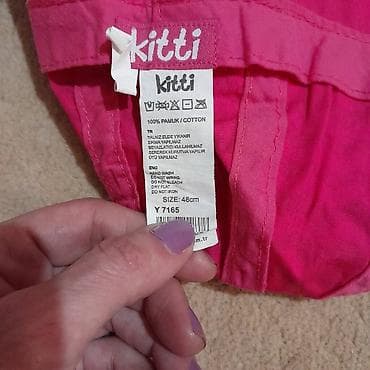 kitti
kitti
100% PAMUK / COTTON
TR
YALNIZ ELDE YIKANIR
SIKMA YAPILMAZ
BEYAZLATICI KULLANILMAZ
SEREREK KURUTMA YAPILIR
ÜTÜ YAPILMAZ
ENG
HAND WASH
DO NOT WRING
DO NOT BLEACH
DRY FLAT
DO NOT IRON
SIZE: 48cm
Y 7165